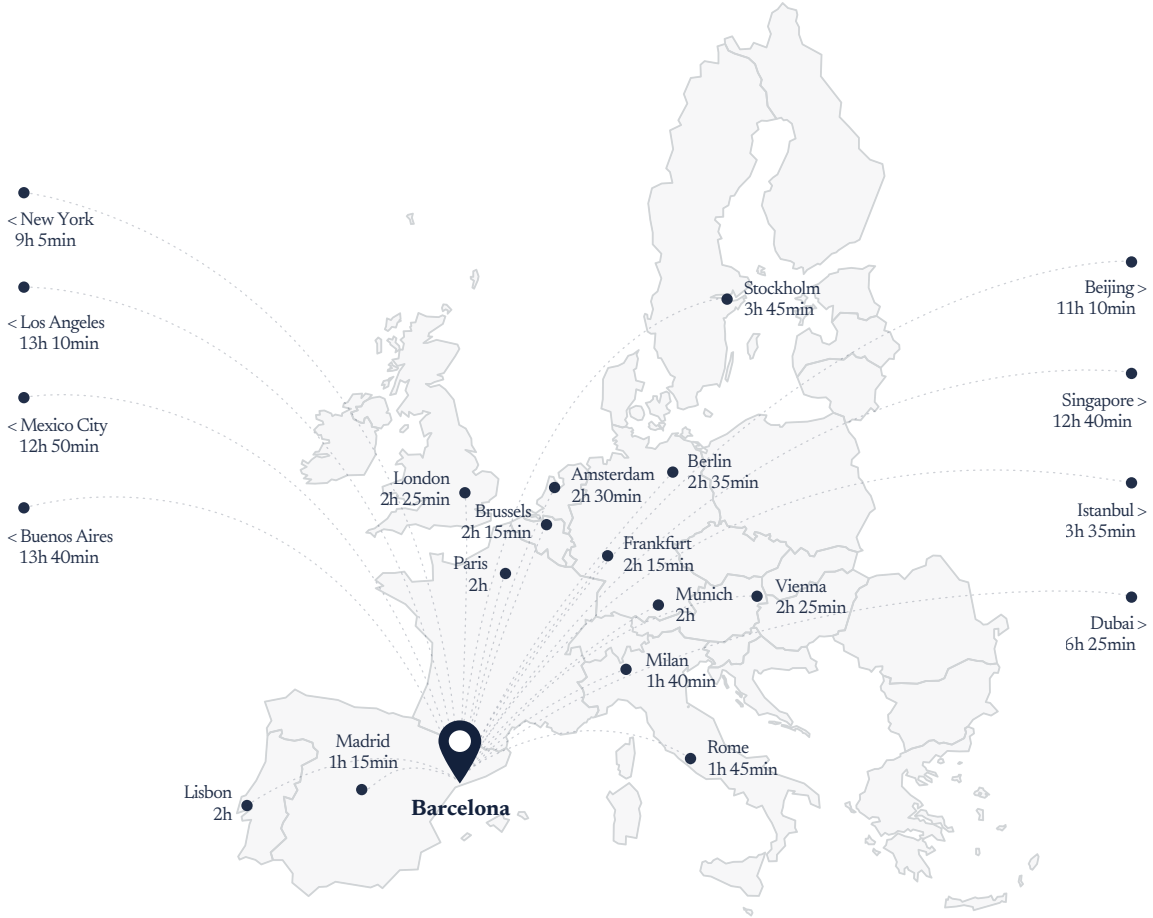 < New York
9h 5min
< Los Angeles
13h 10min
< Mexico City
12h 50min
< Buenos Aires
13h 40min
Stockholm
3h 45min
Beijing >
11h 10min
Singapore >
12h 40min
Istanbul >
3h 35min
Dubai >
6h 25min
London
2h 25min
Amsterdam
2h 30min
Berlin
2h 35min
Brussels
2h 15min
Paris
2h
Frankfurt
2h 15min
Munich
2h
Vienna
2h 25min
Milan
1h 40min
Madrid
1h 15min
Rome
1h 45min
Lisbon
2h
Barcelona